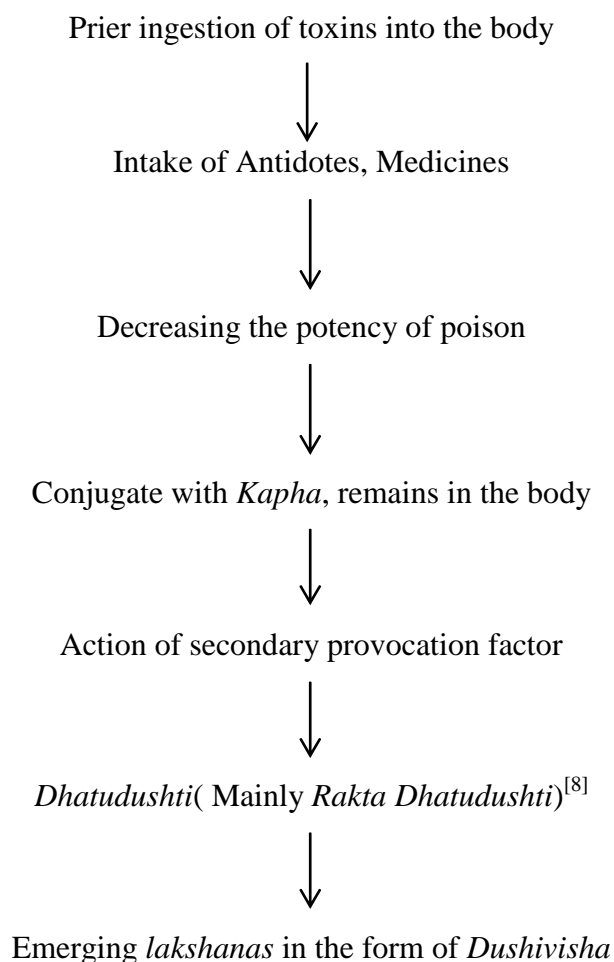 Prier ingestion of toxins into the body
Intake of Antidotes, Medicines
Decreasing the potency of poison
Conjugate with Kapha, remains in the body
Action of secondary provocation factor
Dhatudushti( Mainly Rakta Dhatudushti)[8]
Emerging lakshanas in the form of Dushivisha